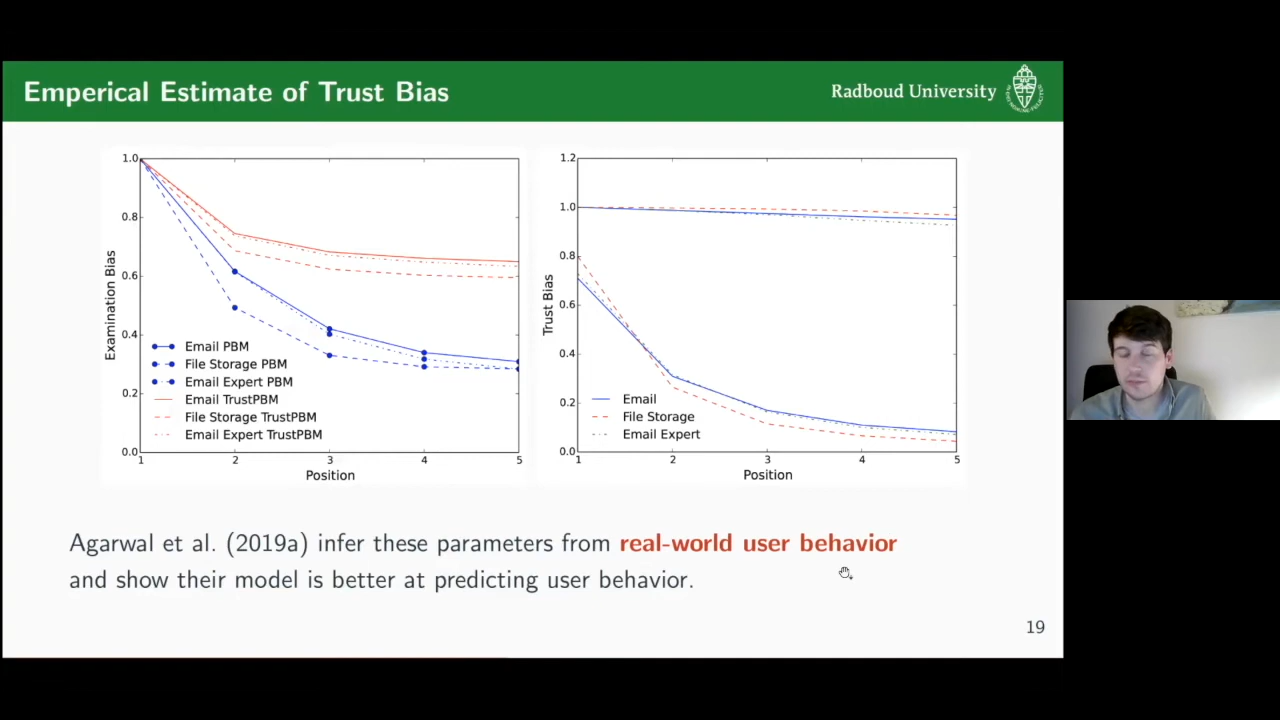 Emperical Estimate of Trust Bias
Radboud University
1.0
0.8
0.6
0.4
0.2
0.0
Examination Bias
Email PBM
File Storage PBM
Email Expert PBM
Email TrustPBM
File Storage TrustPBM
Email Expert TrustPBM
1 2 3 4 5
Position
1.2
1.0
0.8
0.6
0.4
0.2
0.0
Trust Bias
Email
File Storage
Email Expert
1 2 3 4 5
Position
Agarwal et al. (2019a) infer these parameters from real-world user behavior
and show their model is better at predicting user behavior.
19